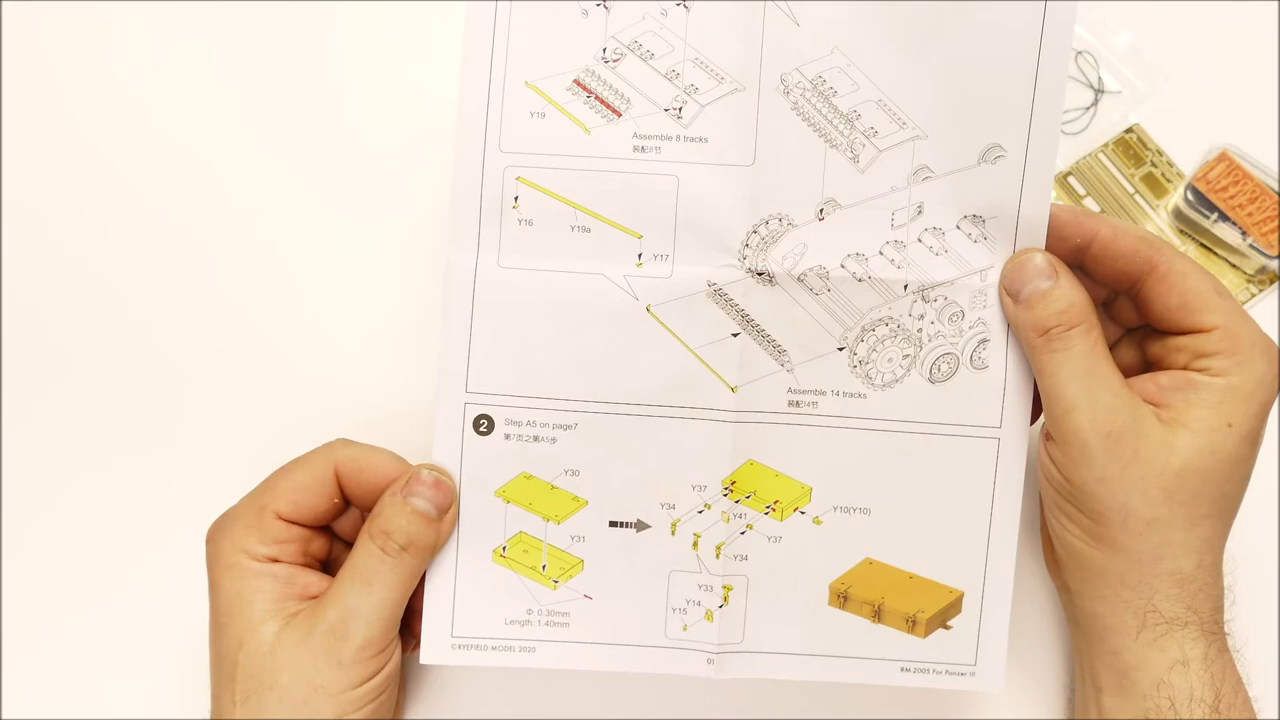 Y19
Assemble 8 tracks
装配8节
Y16
Y19a
Y17
Assemble 14 tracks
装配14节
2
Step A5 on page7
第7页之第A5步
Y30
Y31
Φ: 0.30mm
Length: 1.40mm
Y37
Y34
Y41
Y10(Y10)
Y37
Y34
Y33
Y14
Y15
©RYEFIELD MODEL 2020
01
RM-2005 For Panzer III